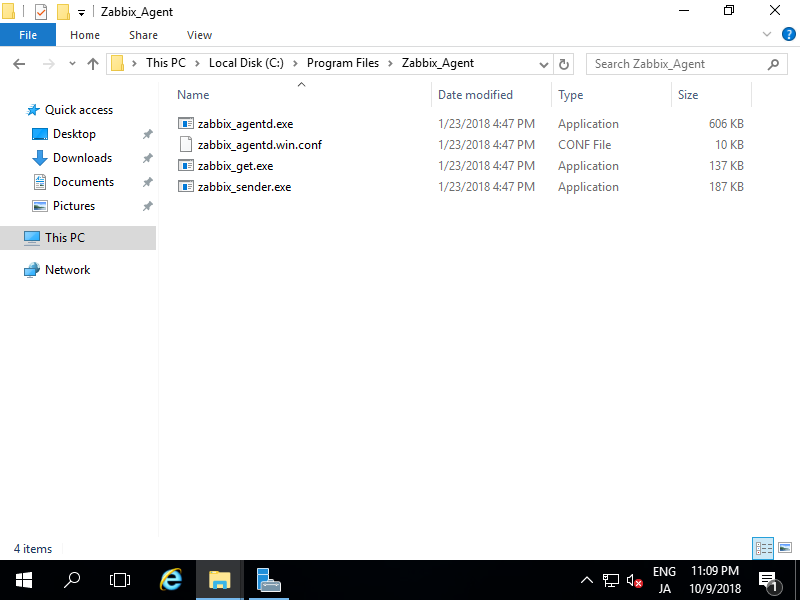 Zabbix_Agent
File Home Share View
This PC Local Disk (C:) Program Files Zabbix_Agent Search Zabbix_Agent
Name Date modified Type Size
Quick access
Desktop
Downloads
Documents
Pictures
This PC
Network
zabbix_agentd.exe 1/23/2018 4:47 PM Application 606 KB
zabbix_agentd.win.conf 1/23/2018 4:47 PM CONF File 10 KB
zabbix_get.exe 1/23/2018 4:47 PM Application 137 KB
zabbix_sender.exe 1/23/2018 4:47 PM Application 187 KB
4 items
ENG 11:09 PM
JA 10/9/2018 1